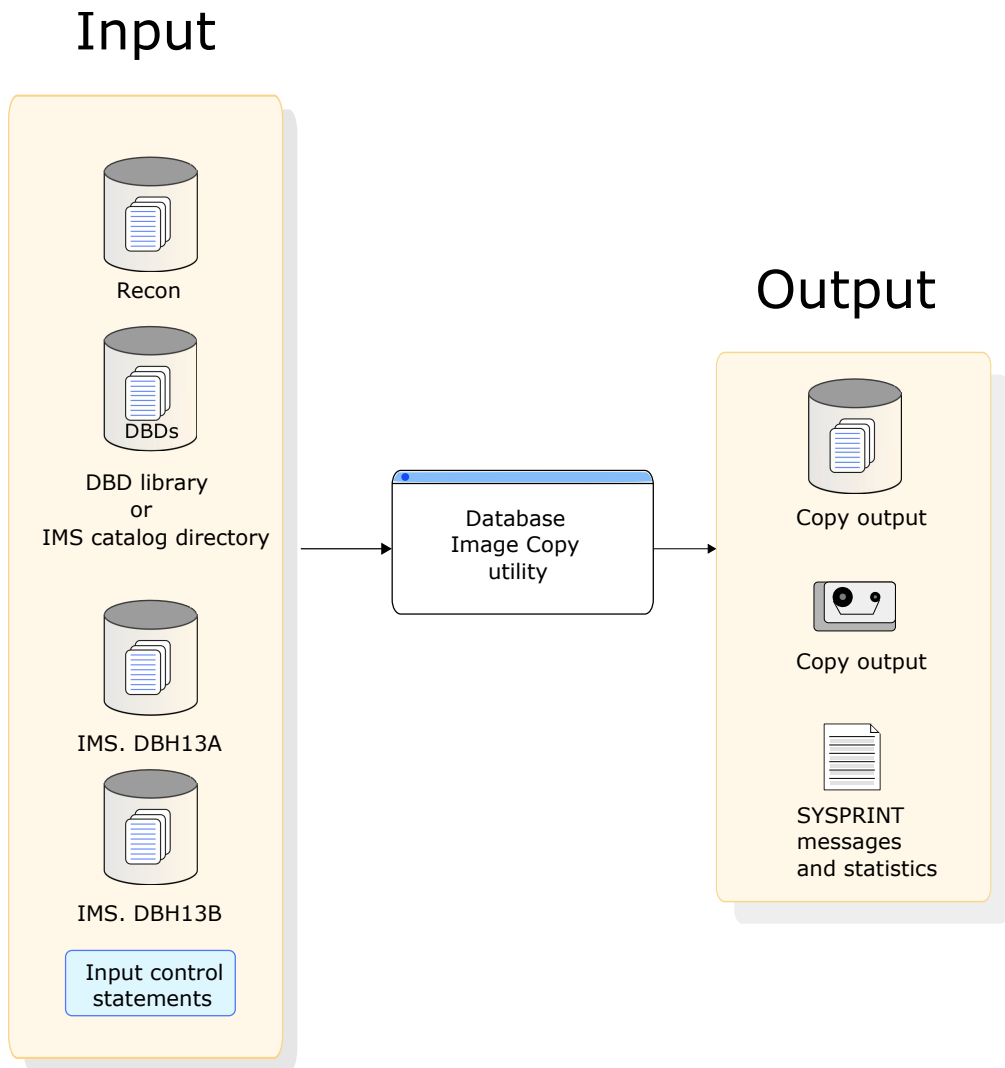 Input
Recon
DBDs
DBD library
or
IMS catalog directory
IMS. DBH13A
IMS. DBH13B
Input control
statements
Database
Image Copy
utility
Output
Copy output
Copy output
SYSPRINT
messages
and statistics